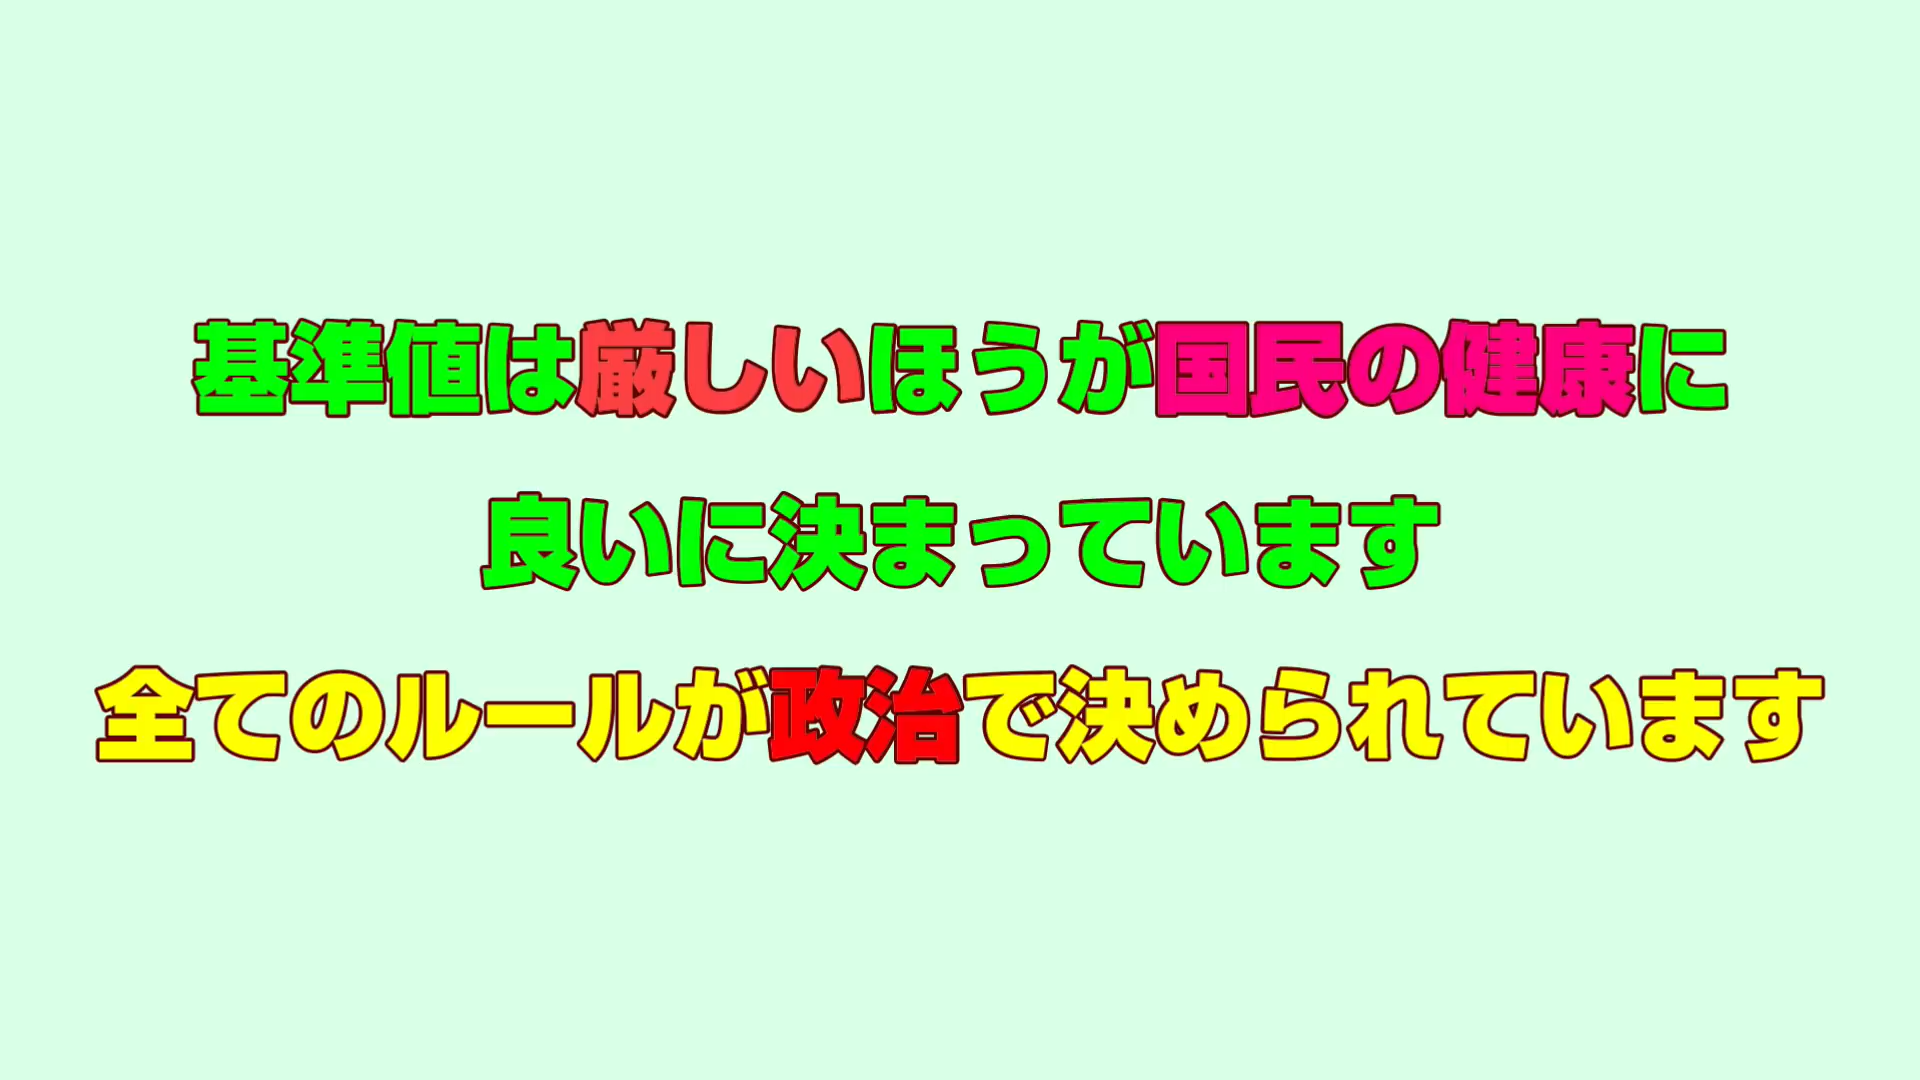 基準値は厳しいほうが国民の健康に
良いに決まっています
全てのルールが政治で決められています